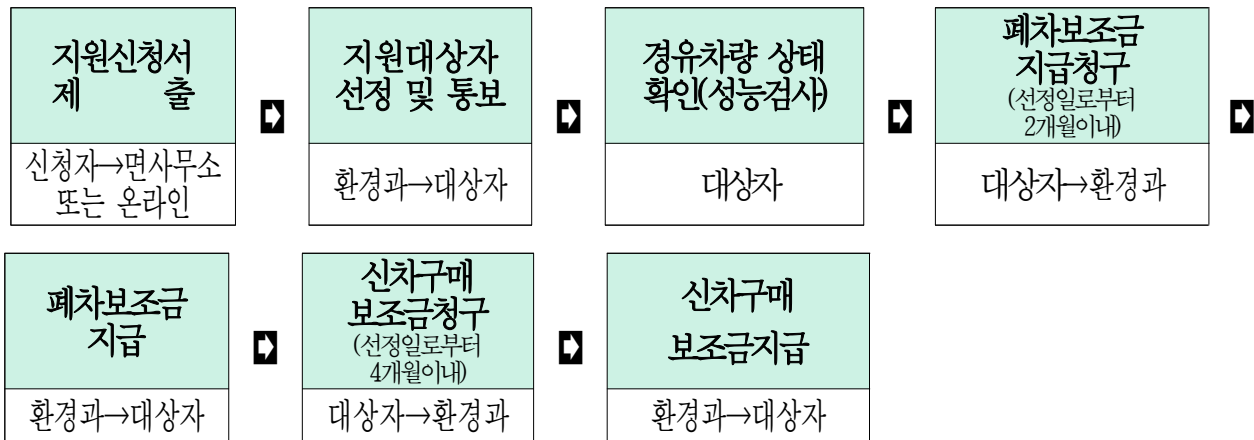 지원신청서
제 출
신청자→면사무소
또는 온라인
지원대상자
선정 및 통보
환경과→대상자
경유차량 상태
확인(성능검사)
대상자
폐차보조금
지급청구
(선정일로부터
2개월이내)
대상자→환경과
폐차보조금
지급
환경과→대상자
신차구매
보조금청구
(선정일로부터
4개월이내)
대상자→환경과
신차구매
보조금지급
환경과→대상자